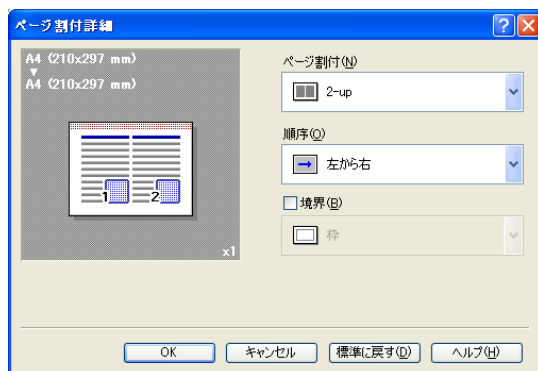 ページ割付詳細
A4 (210x297 mm)
A4 (210x297 mm)
1 2
x1
ページ割付(N)
2-up
順序(O)
左から右
境界(B)
枠
OK キャンセル 標準に戻す(D) ヘルプ(H)